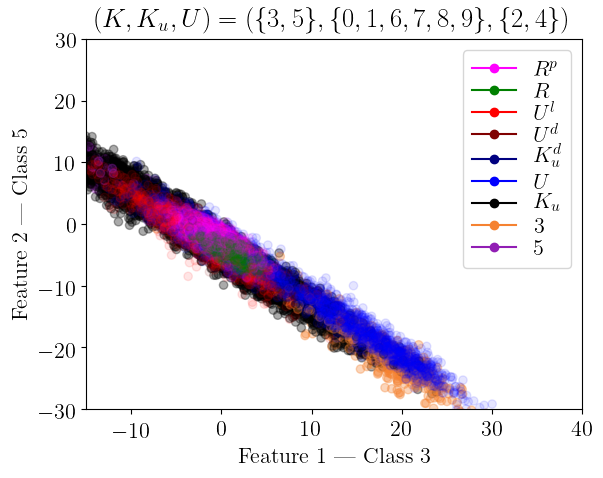 (K, K_u, U) = ({3, 5}, {0, 1, 6, 7, 8, 9}, {2, 4})
30
20
10
0
−10
−20
−30
Feature 2 — Class 5
R^p
R
U^l
U^d
K_u^d
U
K_u
3
5
−10 0 10 20 30 40
Feature 1 — Class 3